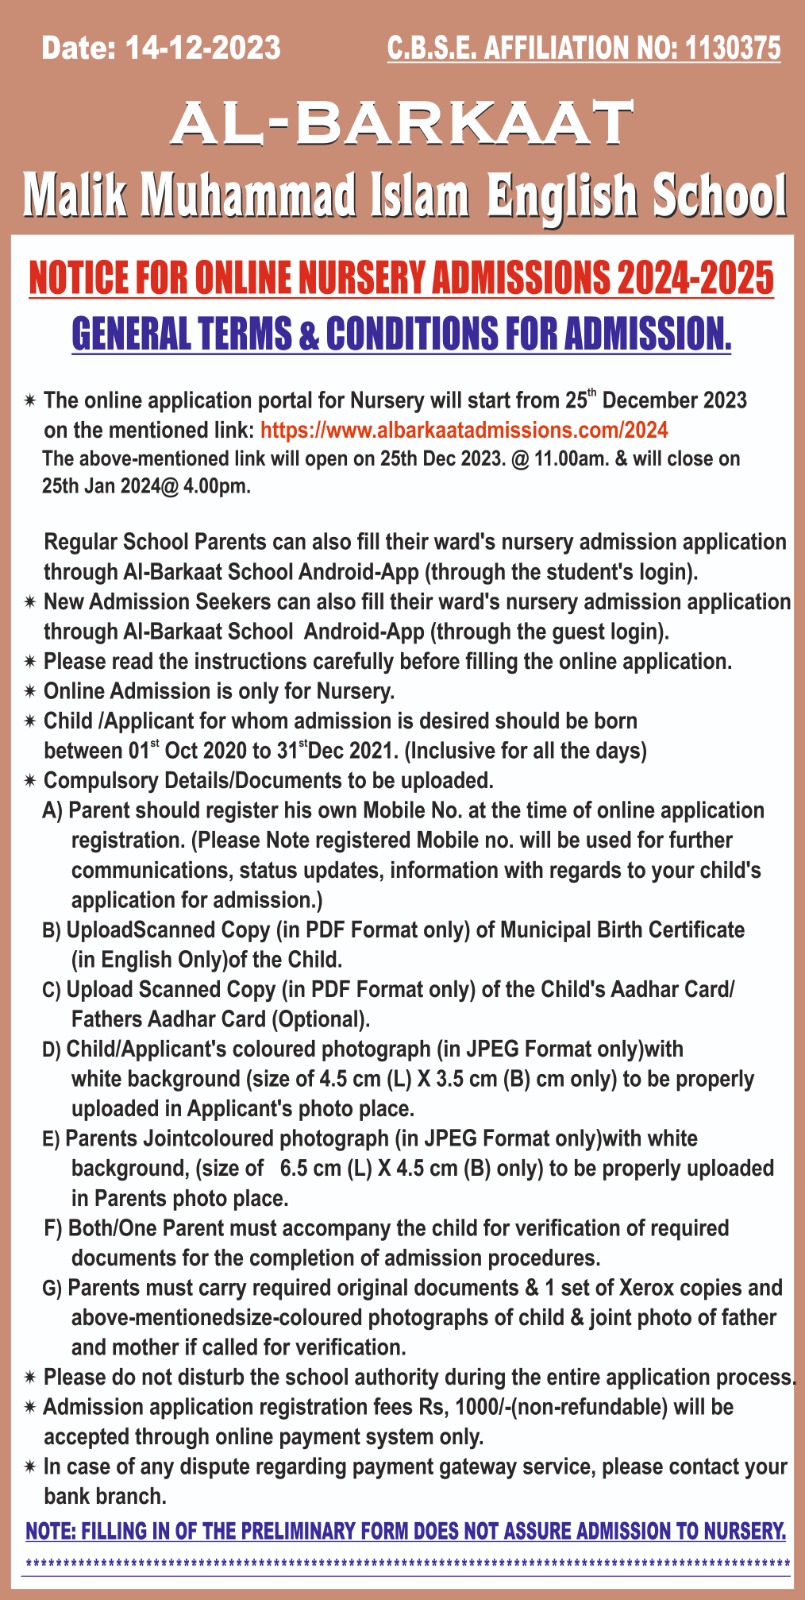 Date: 14-12-2023
C.B.S.E. AFFILIATION NO: 1130375
AL-BARKAAT
Malik Muhammad Islam English School
NOTICE FOR ONLINE NURSERY ADMISSIONS 2024-2025
GENERAL TERMS & CONDITIONS FOR ADMISSION.
✴ The online application portal for Nursery will start from 25th December 2023
on the mentioned link: https://www.albarkaatadmissions.com/2024
The above-mentioned link will open on 25th Dec 2023. @ 11.00am. & will close on
25th Jan 2024@ 4.00pm.
Regular School Parents can also fill their ward's nursery admission application
through Al-Barkaat School Android-App (through the student's login).
✴ New Admission Seekers can also fill their ward's nursery admission application
through Al-Barkaat School Android-App (through the guest login).
✴ Please read the instructions carefully before filling the online application.
✴ Online Admission is only for Nursery.
✴ Child /Applicant for whom admission is desired should be born
between 01st Oct 2020 to 31stDec 2021. (Inclusive for all the days)
✴ Compulsory Details/Documents to be uploaded.
A) Parent should register his own Mobile No. at the time of online application
registration. (Please Note registered Mobile no. will be used for further
communications, status updates, information with regards to your child's
application for admission.)
B) UploadScanned Copy (in PDF Format only) of Municipal Birth Certificate
(in English Only)of the Child.
C) Upload Scanned Copy (in PDF Format only) of the Child's Aadhar Card/
Fathers Aadhar Card (Optional).
D) Child/Applicant's coloured photograph (in JPEG Format only)with
white background (size of 4.5 cm (L) X 3.5 cm (B) cm only) to be properly
uploaded in Applicant's photo place.
E) Parents Jointcoloured photograph (in JPEG Format only)with white
background, (size of 6.5 cm (L) X 4.5 cm (B) only) to be properly uploaded
in Parents photo place.
F) Both/One Parent must accompany the child for verification of required
documents for the completion of admission procedures.
G) Parents must carry required original documents & 1 set of Xerox copies and
above-mentionedsize-coloured photographs of child & joint photo of father
and mother if called for verification.
✴ Please do not disturb the school authority during the entire application process.
✴ Admission application registration fees Rs, 1000/-(non-refundable) will be
accepted through online payment system only.
✴ In case of any dispute regarding payment gateway service, please contact your
bank branch.
NOTE: FILLING IN OF THE PRELIMINARY FORM DOES NOT ASSURE ADMISSION TO NURSERY.